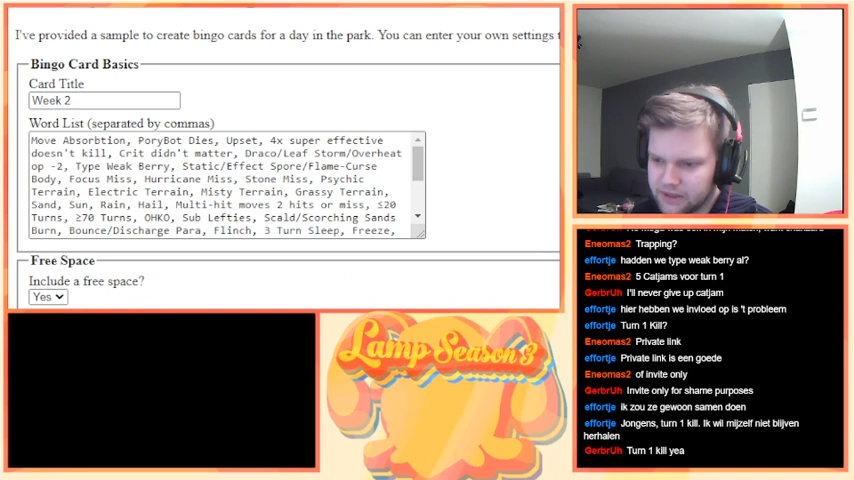 I've provided a sample to create bingo cards for a day in the park. You can enter your own settings t
Bingo Card Basics
Card Title
Week 2
Word List (separated by commas)
Move Absorbtion, PoryBot Dies, Upset, 4x super effective
doesn't kill, Crit didn't matter, Draco/Leaf Storm/Overheat
op -2, Type Weak Berry, Static/Effect Spore/Flame-Curse
Body, Focus Miss, Hurricane Miss, Stone Miss, Psychic
Terrain, Electric Terrain, Misty Terrain, Grassy Terrain,
Sand, Sun, Rain, Hail, Multi-hit moves 2 hits or miss, ≤20
Turns, ≥70 Turns, OHKO, Sub Lefties, Scald/Scorching Sands
Burn, Bounce/Discharge Para, Flinch, 3 Turn Sleep, Freeze,
Free Space
Include a free space?
Yes
Lamp Season 3
Eneomas2 Trapping?
effortje hadden we type weak berry al?
Eneomas2 5 Catjams voor turn 1
GerbrUh I'll never give up catjam
effortje hier hebben we invloed op is 't probleem
effortje Turn 1 Kill?
Eneomas2 Private link
effortje Private link is een goede
Eneomas2 of invite only
GerbrUh Invite only for shame purposes
effortje Ik zou ze gewoon samen doen
effortje Jongens, turn 1 kill. Ik wil mijzelf niet blijven
herhalen
GerbrUh Turn 1 kill yea